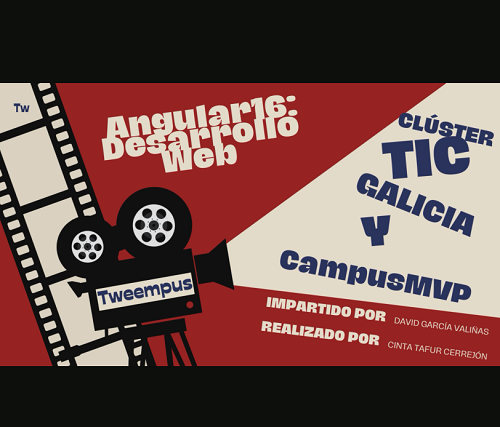 Tw
Angular16:
Desarrollo
Web
CLÚSTER
TIC
GALICIA
Y
CampusMVP
Tweempus
IMPARTIDO POR DAVID GARCÍA VALIÑAS
REALIZADO POR CINTA TAFUR CERREJÓN